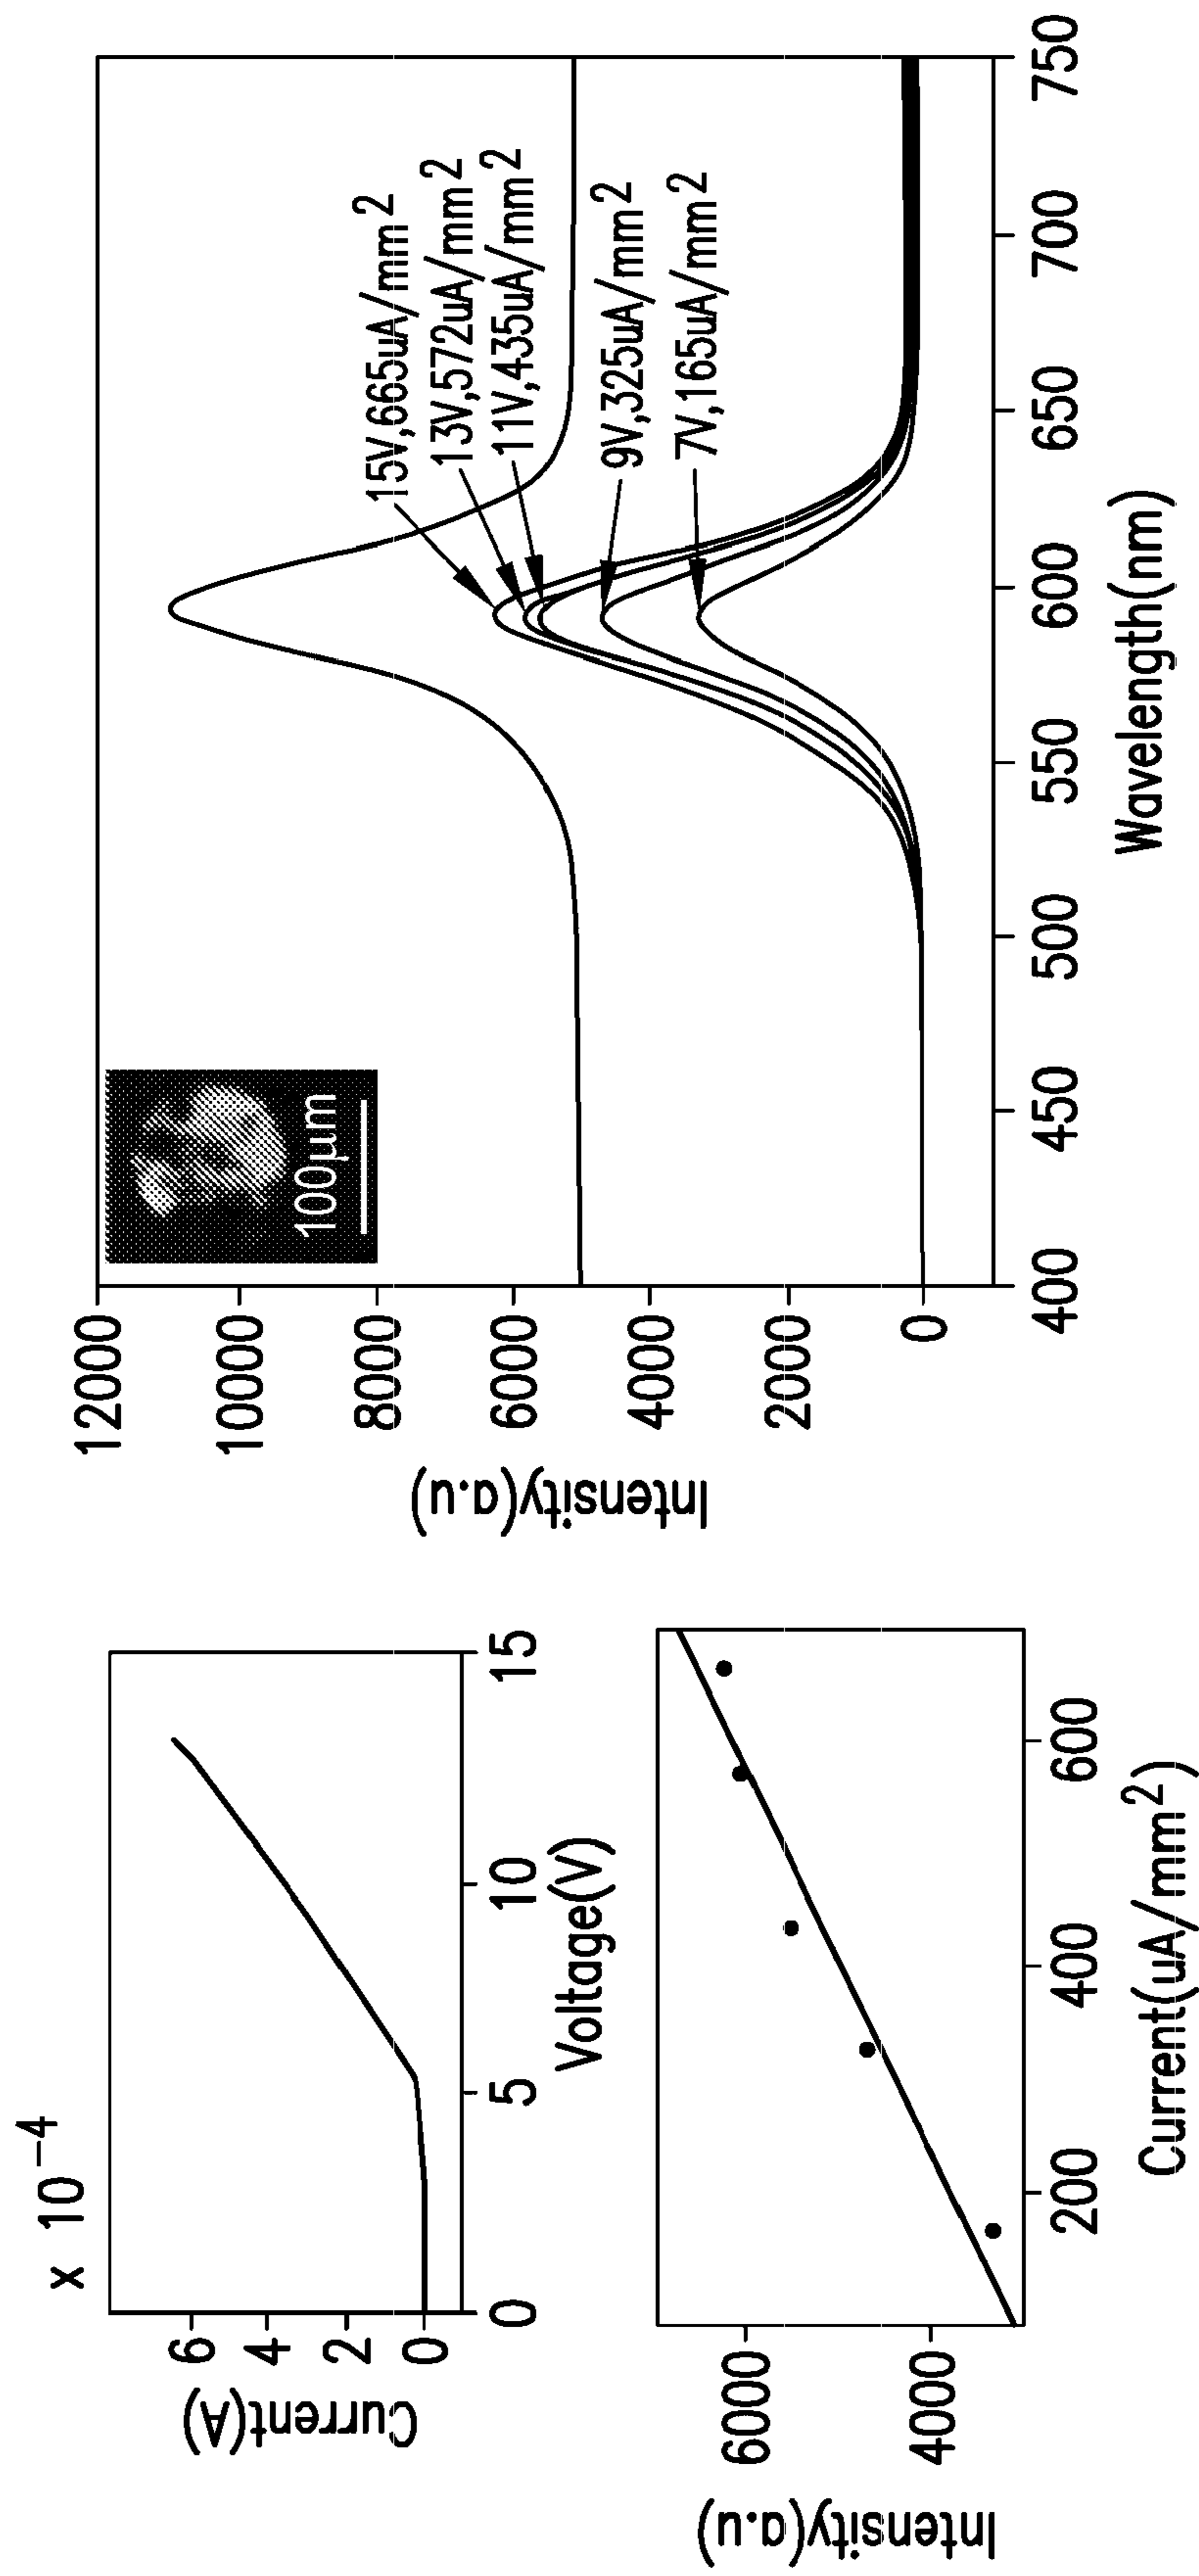 x 10−4
Current(A)
6
4
2
0
0
5
10
15
Voltage(V)
Intensity(a.u)
6000
4000
200
400
600
Current(uA/mm2)
Intensity(a.u)
12000
10000
8000
6000
4000
2000
0
100µm
15V,665uA/mm2
13V,572uA/mm2
11V,435uA/mm2
9V,325uA/mm2
7V,165uA/mm2
400
450
500
550
600
650
700
750
Wavelength(nm)